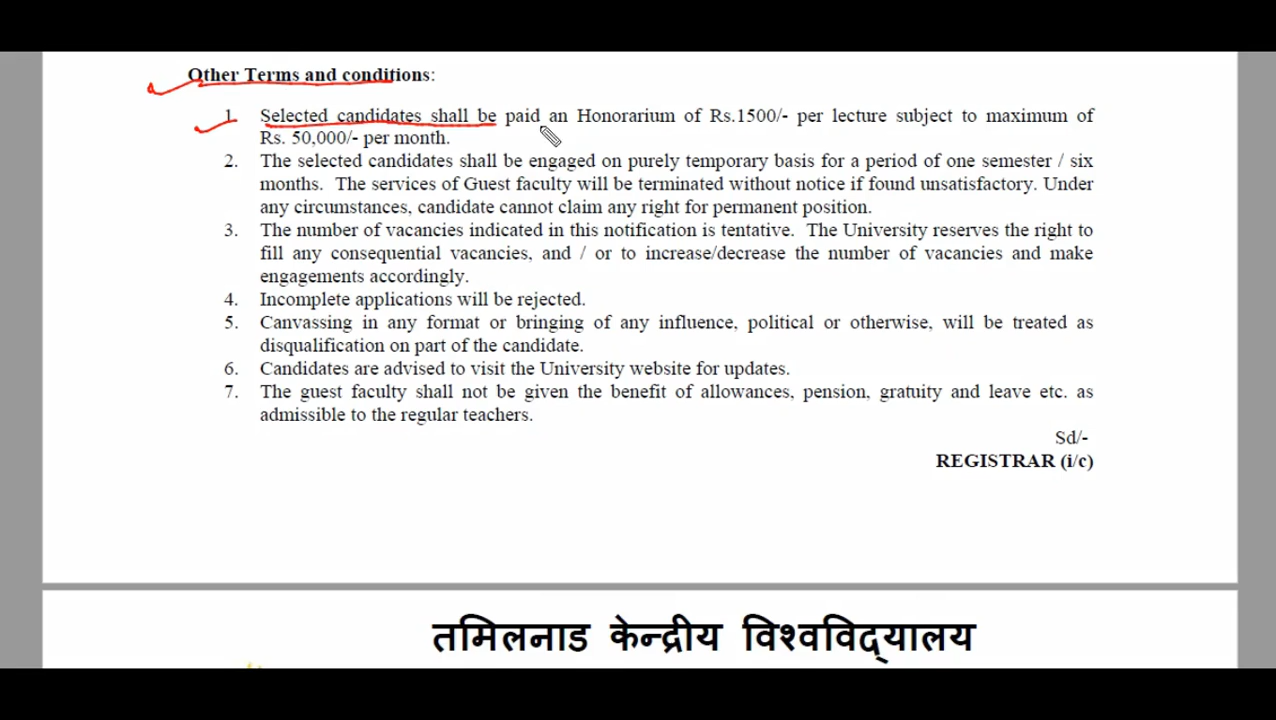 Other Terms and conditions:
1. Selected candidates shall be paid an Honorarium of Rs.1500/- per lecture subject to maximum of
Rs. 50,000/- per month.
2. The selected candidates shall be engaged on purely temporary basis for a period of one semester / six
months. The services of Guest faculty will be terminated without notice if found unsatisfactory. Under
any circumstances, candidate cannot claim any right for permanent position.
3. The number of vacancies indicated in this notification is tentative. The University reserves the right to
fill any consequential vacancies, and / or to increase/decrease the number of vacancies and make
engagements accordingly.
4. Incomplete applications will be rejected.
5. Canvassing in any format or bringing of any influence, political or otherwise, will be treated as
disqualification on part of the candidate.
6. Candidates are advised to visit the University website for updates.
7. The guest faculty shall not be given the benefit of allowances, pension, gratuity and leave etc. as
admissible to the regular teachers.
Sd/-
REGISTRAR (i/c)
तमिलनाड केन्द्रीय विश्वविद्यालय